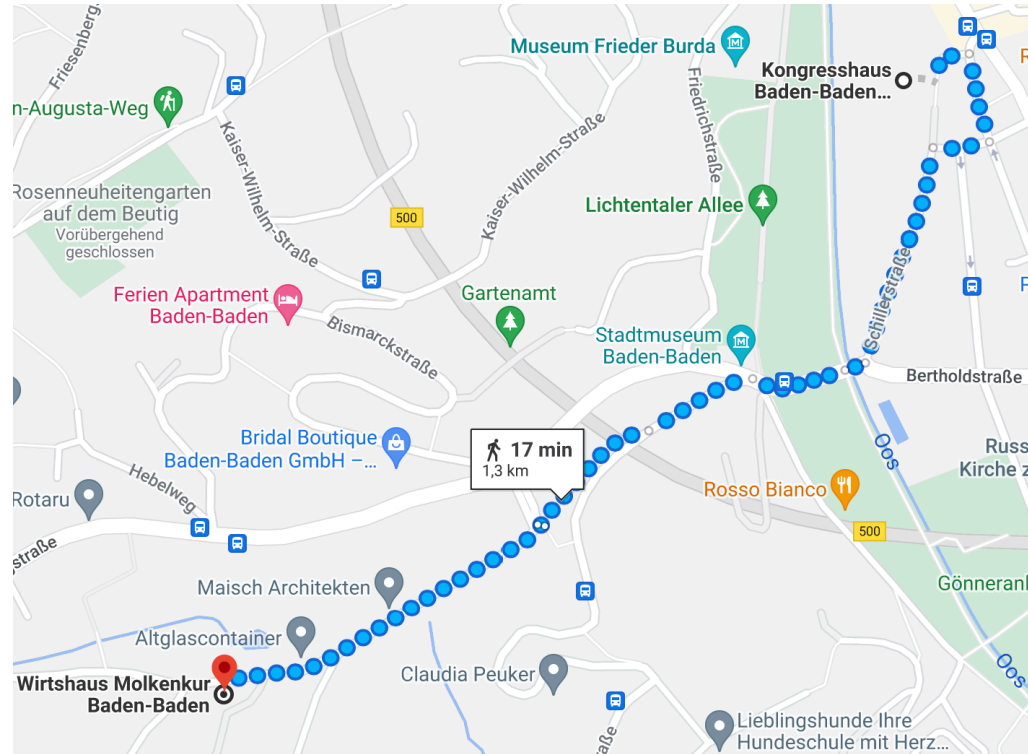 Friesenberg.
Museum Frieder Burda
Kongresshaus
Baden-Baden...
n-Augusta-Weg
Friedrichstraße
Kaiser-Wilhelm-Straße
Kaiser-Wilhelm-Straße
Rosenneuheitengarten
auf dem Beutig
Vorübergehend
geschlossen
500
Lichtentaler Allee
Ferien Apartment
Baden-Baden
Gartenamt
Bismarckstraße
Schillerstraße
Stadtmuseum
Baden-Baden
Bertholdstraße
Bridal Boutique
Baden-Baden GmbH –...
17 min
1,3 km
Oos
Russ
Kirche z
Hebelweg
Rotaru
Rosso Bianco
500
straße
Maisch Architekten
Gönneranl
Altglascontainer
Claudia Peuker
Oos
Wirtshaus Molkenkur
Baden-Baden
Lieblingshunde Ihre
Hundeschule mit Herz...